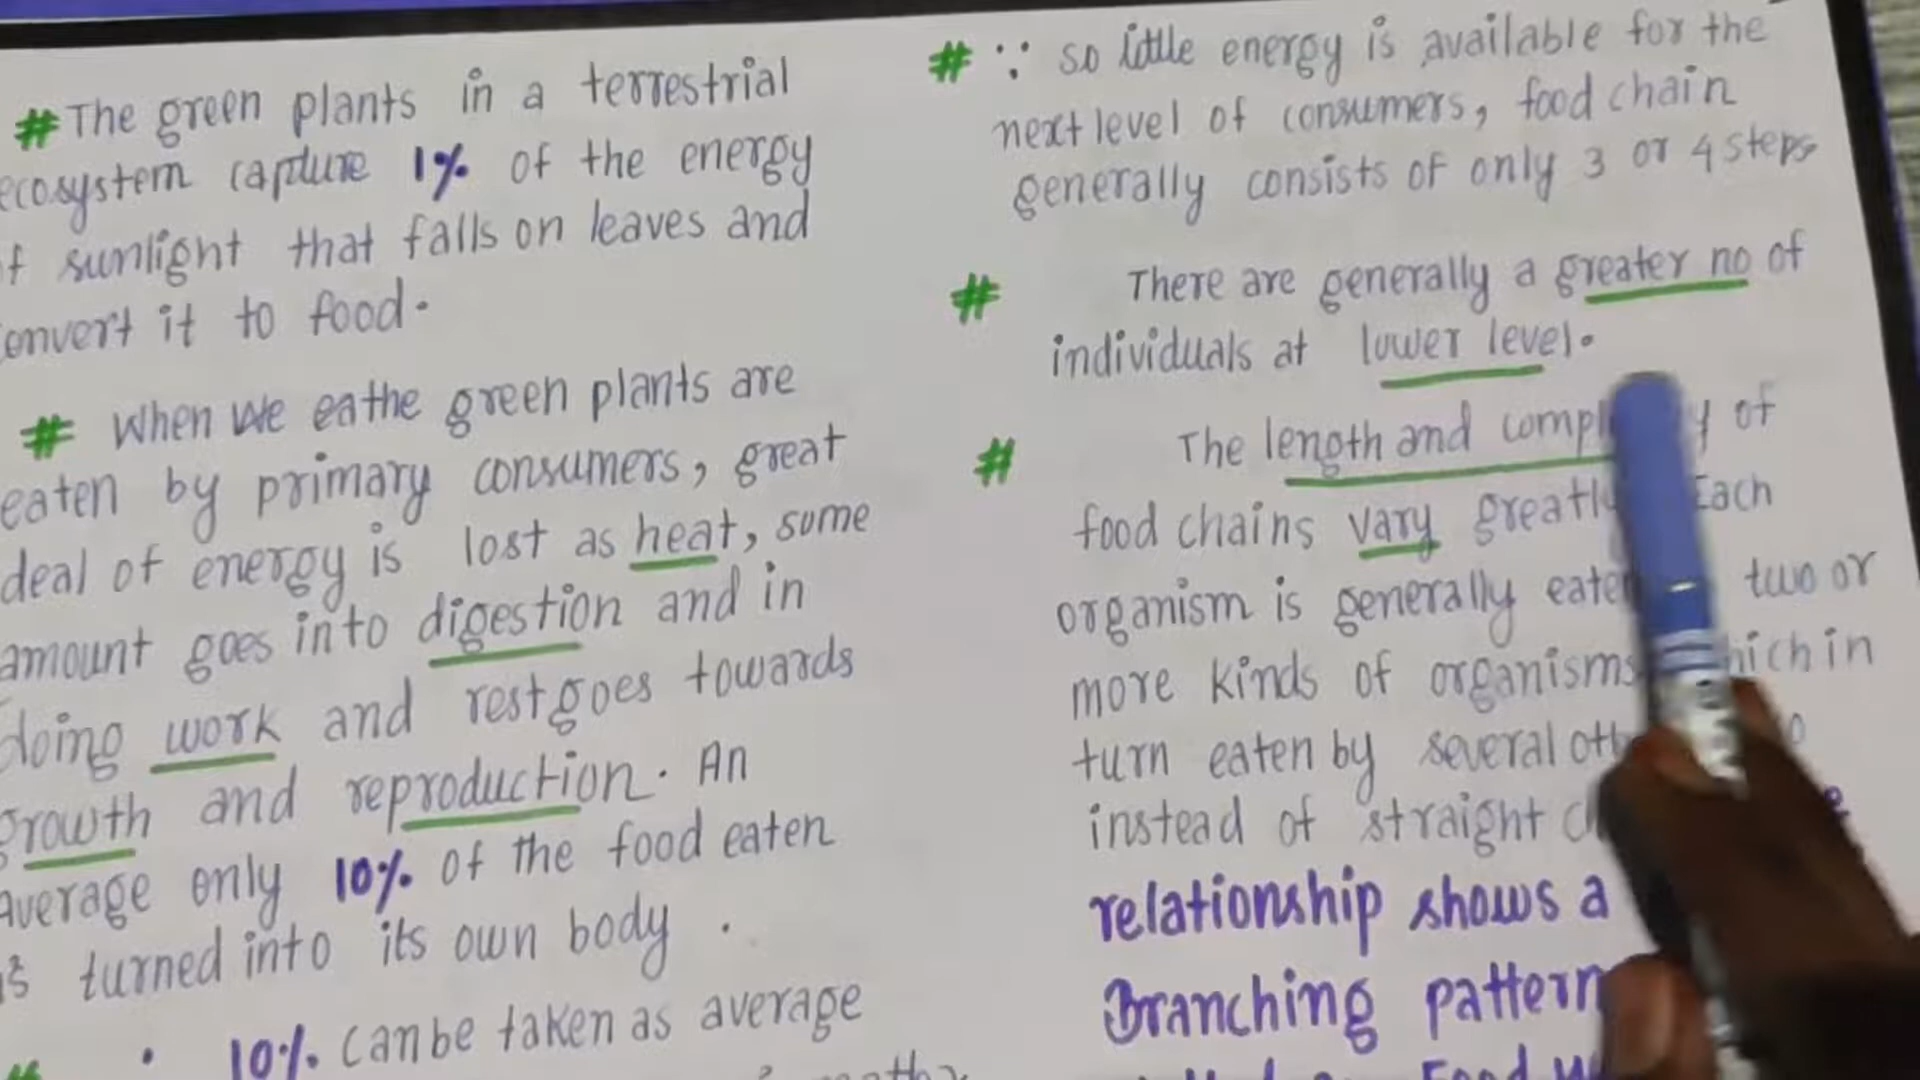 # The green plants in a terrestrial
ecosystem capture 1% of the energy
f sunlight that falls on leaves and
onvert it to food.
# When We eathe green plants are
eaten by primary consumers, great
deal of energy is lost as heat, some
amount goes into digestion and in
doing work and rest goes towards
growth and reproduction. An
average only 10% of the food eaten
is turned into its own body.
• 10% can be taken as average
# ∵ so little energy is available for the
next level of consumers, food chain
generally consists of only 3 or 4 steps
# There are generally a greater no of
individuals at lower level.
# The length and comp y of
food chains vary greatly Each
organism is generally eate two or
more kinds of organisms hich in
turn eaten by several oth
instead of straight c
relationship shows a
Branching pattern
Food w